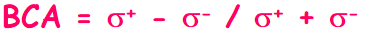 BCA = σ⁺ - σ⁻ / σ⁺ + σ⁻